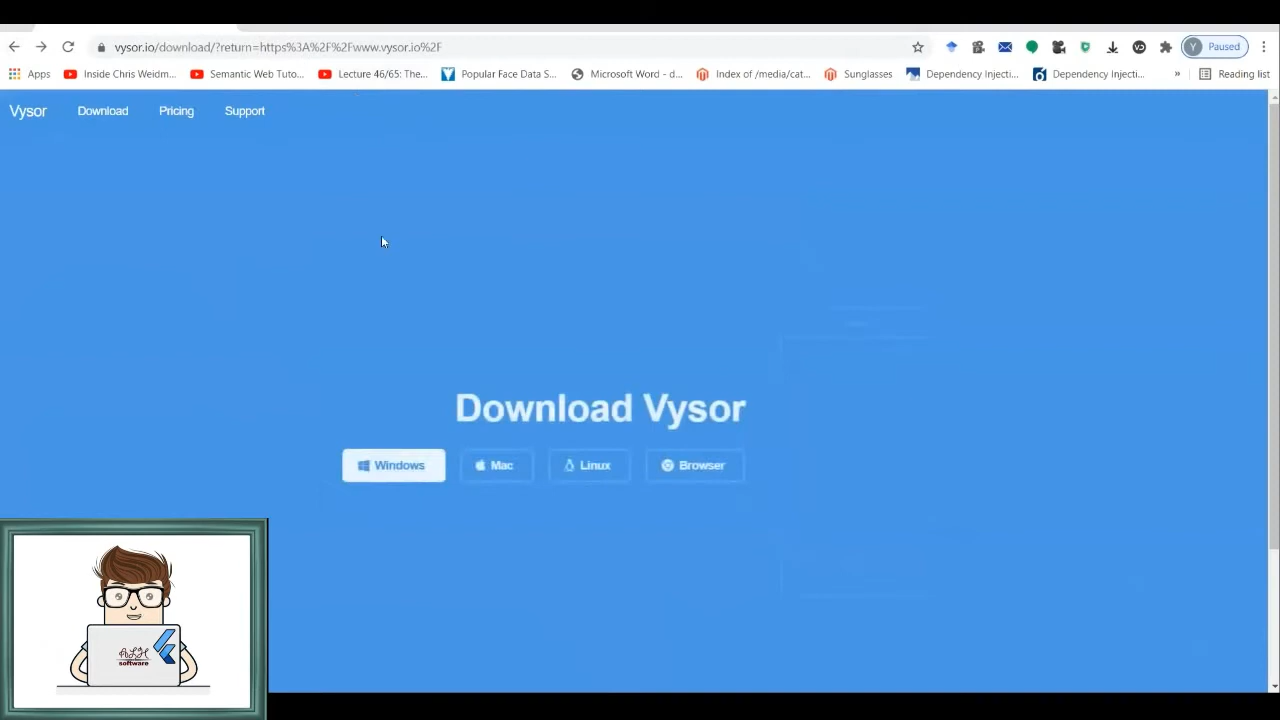 vysor.io/download/?return=https%3A%2F%2Fwww.vysor.io%2F
Y Paused
Apps Inside Chris Weidm... Semantic Web Tuto... Lecture 46/65: The... Popular Face Data S... Microsoft Word - d... Index of /media/cat... Sunglasses Dependency Injecti... Dependency Injecti... » Reading list
Vysor Download Pricing Support
Download Vysor
Windows Mac Linux Browser
software